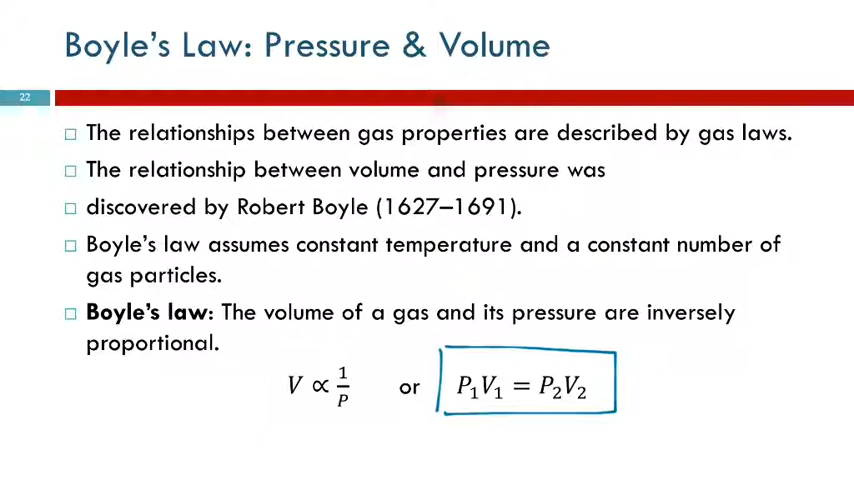 Boyle's Law: Pressure & Volume
22
□ The relationships between gas properties are described by gas laws.
□ The relationship between volume and pressure was
□ discovered by Robert Boyle (1627–1691).
□ Boyle's law assumes constant temperature and a constant number of
gas particles.
□ Boyle's law: The volume of a gas and its pressure are inversely
proportional.
V ∝ 1/P or P₁V₁ = P₂V₂